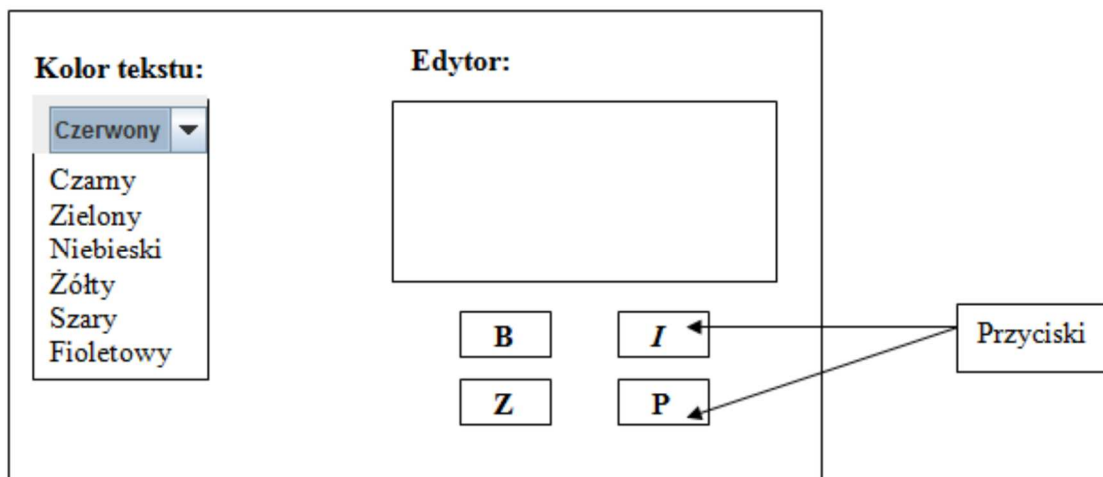 Kolor tekstu:
Edytor:
Czerwony
Czarny
Zielony
Niebieski
Żółty
Szary
Fioletowy
B
I
Z
P
Przyciski